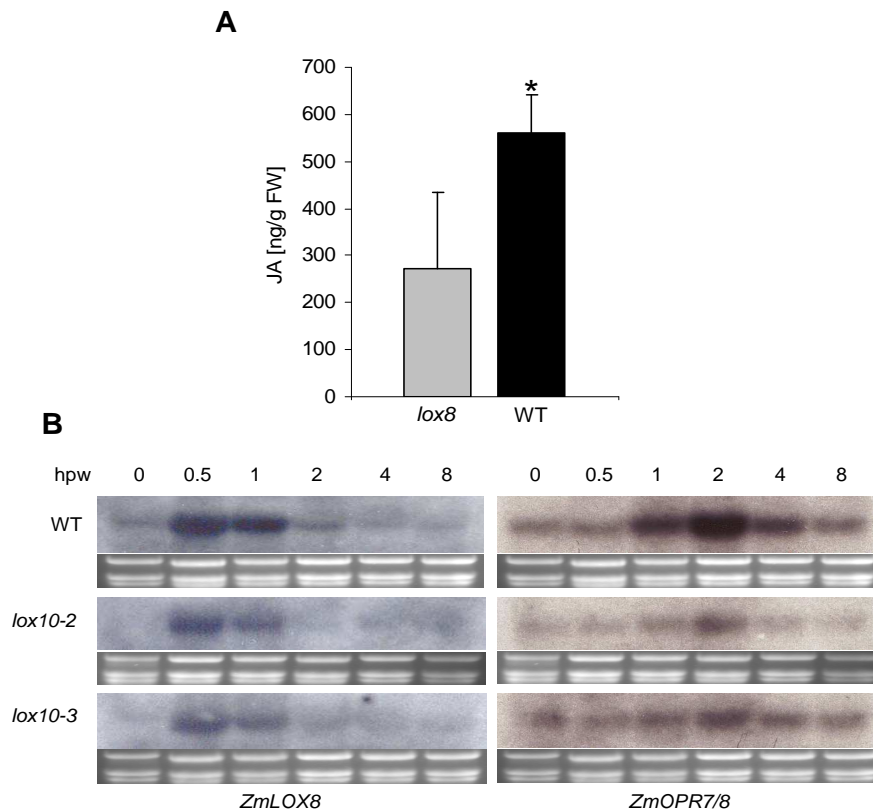 A
700
600
500
400
300
200
100
0
JA [ng/g FW]
*
lox8 WT
B
hpw 0 0.5 1 2 4 8 0 0.5 1 2 4 8
WT
lox10-2
lox10-3
ZmLOX8 ZmOPR7/8